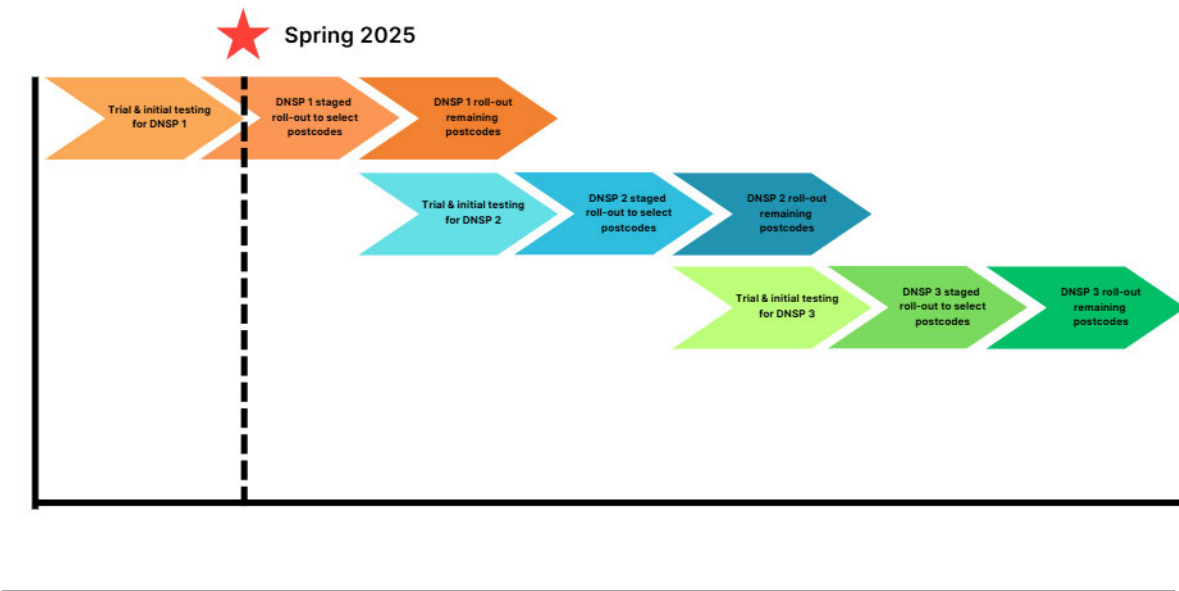 Spring 2025
Trial & initial testing
for DNSP 1
DNSP 1 staged
roll-out to select
postcodes
DNSP 1 roll-out
remaining
postcodes
Trial & initial testing
for DNSP 2
DNSP 2 staged
roll-out to select
postcodes
DNSP 2 roll-out
remaining
postcodes
Trial & initial testing
for DNSP 3
DNSP 3 staged
roll-out to select
postcodes
DNSP 3 roll-out
remaining
postcodes